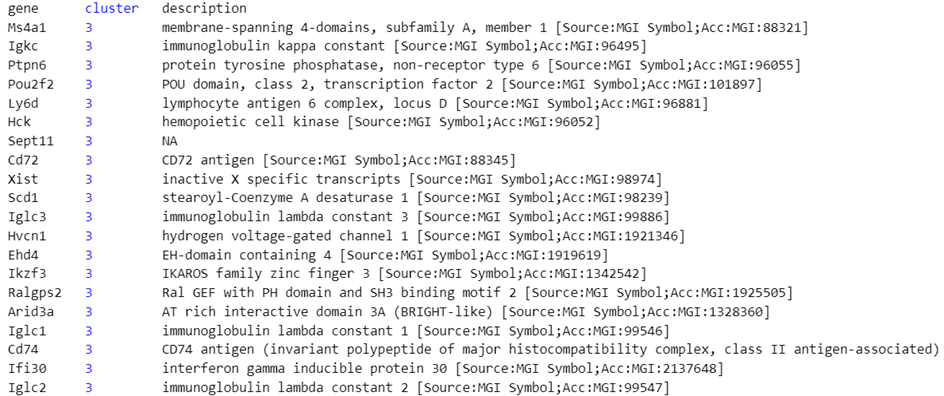 gene cluster description
Ms4a1 3 membrane-spanning 4-domains, subfamily A, member 1 [Source:MGI Symbol;Acc:MGI:88321]
Igkc 3 immunoglobulin kappa constant [Source:MGI Symbol;Acc:MGI:96495]
Ptpn6 3 protein tyrosine phosphatase, non-receptor type 6 [Source:MGI Symbol;Acc:MGI:96055]
Pou2f2 3 POU domain, class 2, transcription factor 2 [Source:MGI Symbol;Acc:MGI:101897]
Ly6d 3 lymphocyte antigen 6 complex, locus D [Source:MGI Symbol;Acc:MGI:96881]
Hck 3 hemopoietic cell kinase [Source:MGI Symbol;Acc:MGI:96052]
Sept11 3 NA
Cd72 3 CD72 antigen [Source:MGI Symbol;Acc:MGI:88345]
Xist 3 inactive X specific transcripts [Source:MGI Symbol;Acc:MGI:98974]
Scd1 3 stearoyl-Coenzyme A desaturase 1 [Source:MGI Symbol;Acc:MGI:98239]
Iglc3 3 immunoglobulin lambda constant 3 [Source:MGI Symbol;Acc:MGI:99886]
Hvcn1 3 hydrogen voltage-gated channel 1 [Source:MGI Symbol;Acc:MGI:1921346]
Ehd4 3 EH-domain containing 4 [Source:MGI Symbol;Acc:MGI:1919619]
Ikzf3 3 IKAROS family zinc finger 3 [Source:MGI Symbol;Acc:MGI:1342542]
Ralgps2 3 Ral GEF with PH domain and SH3 binding motif 2 [Source:MGI Symbol;Acc:MGI:1925505]
Arid3a 3 AT rich interactive domain 3A (BRIGHT-like) [Source:MGI Symbol;Acc:MGI:1328360]
Iglc1 3 immunoglobulin lambda constant 1 [Source:MGI Symbol;Acc:MGI:99546]
Cd74 3 CD74 antigen (invariant polypeptide of major histocompatibility complex, class II antigen-associated)
Ifi30 3 interferon gamma inducible protein 30 [Source:MGI Symbol;Acc:MGI:2137648]
Iglc2 3 immunoglobulin lambda constant 2 [Source:MGI Symbol;Acc:MGI:99547]